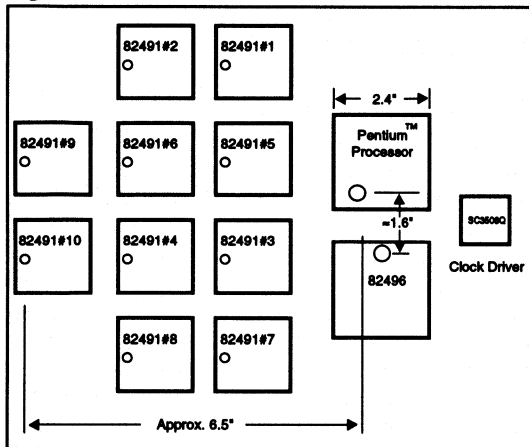 82491#2
82491#1
2.4"
Pentium™
Processor
82491#9
82491#6
82491#5
≈1.6"
SC3508Q
Clock Driver
82491#10
82491#4
82491#3
82496
82491#8
82491#7
Approx. 6.5"